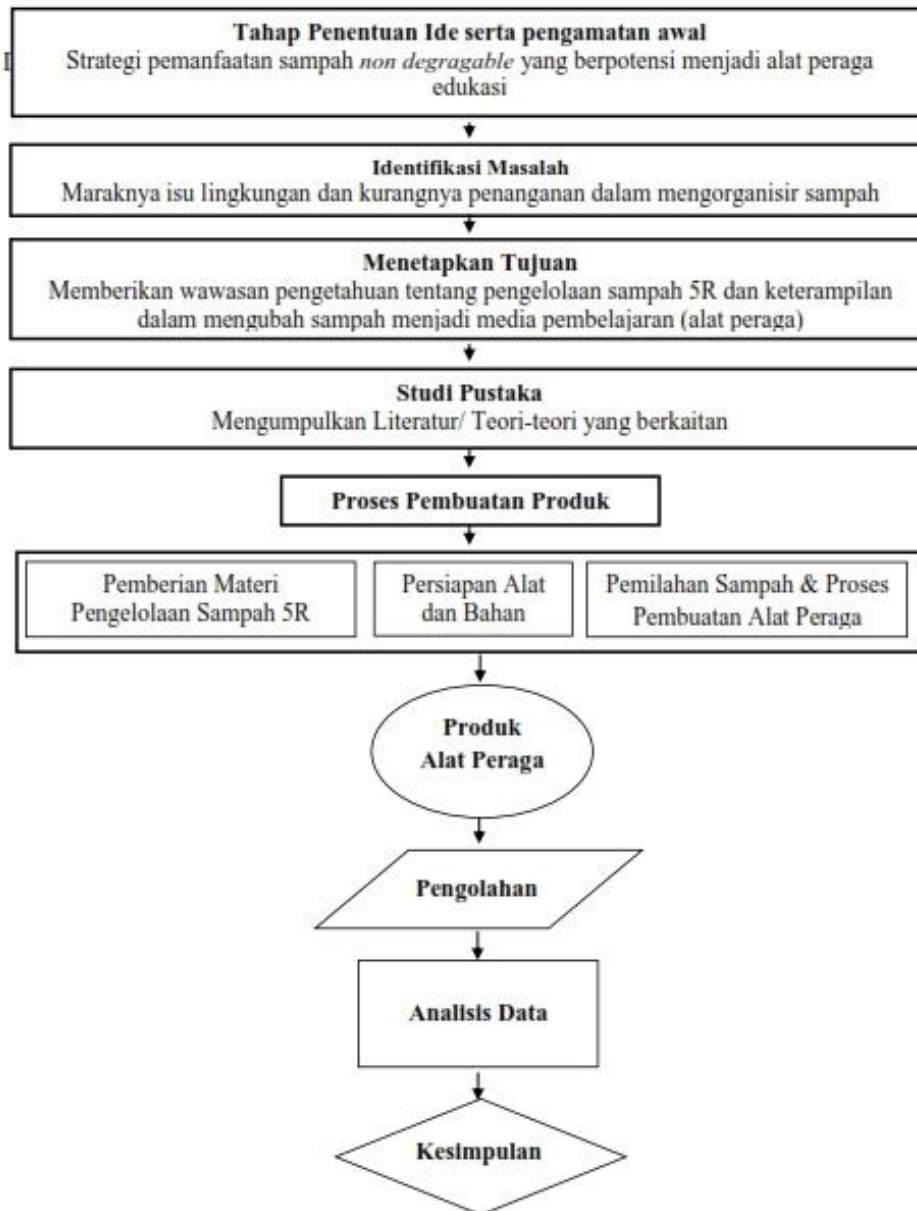 Tahap Penentuan Ide serta pengamatan awal
Strategi pemanfaatan sampah non degragable yang berpotensi menjadi alat peraga
edukasi
Identifikasi Masalah
Maraknya isu lingkungan dan kurangnya penanganan dalam mengorganisir sampah
Menetapkan Tujuan
Memberikan wawasan pengetahuan tentang pengelolaan sampah 5R dan keterampilan
dalam mengubah sampah menjadi media pembelajaran (alat peraga)
Studi Pustaka
Mengumpulkan Literatur/ Teori-teori yang berkaitan
Proses Pembuatan Produk
Pemberian Materi
Pengelolaan Sampah 5R
Persiapan Alat
dan Bahan
Pemilahan Sampah & Proses
Pembuatan Alat Peraga
Produk
Alat Peraga
Pengolahan
Analisis Data
Kesimpulan